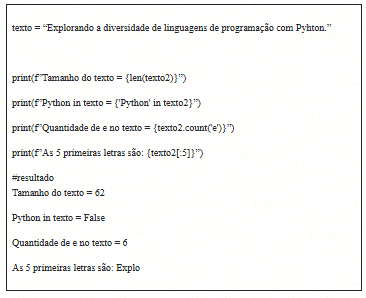 texto = “Explorando a diversidade de linguagens de programação com Pyhton.”
print(f”Tamanho do texto = {len(texto2)}”)
print(f”Python in texto = {'Python' in texto2}”)
print(f”Quantidade de e no texto = {texto2.count('e')}”)
print(f”As 5 primeiras letras são: {texto2[:5]}”)
#resultado
Tamanho do texto = 62
Python in texto = False
Quantidade de e no texto = 6
As 5 primeiras letras são: Explo